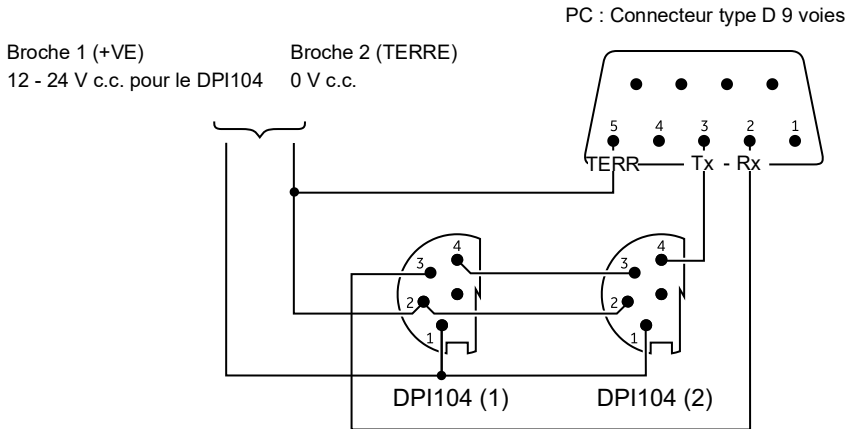 PC : Connecteur type D 9 voies
Broche 1 (+VE)
12 - 24 V c.c. pour le DPI104
Broche 2 (TERRE)
0 V c.c.
5 4 3 2 1
TERR Tx - Rx
4
3
2
1
4
3
2
1
DPI104 (1) DPI104 (2)